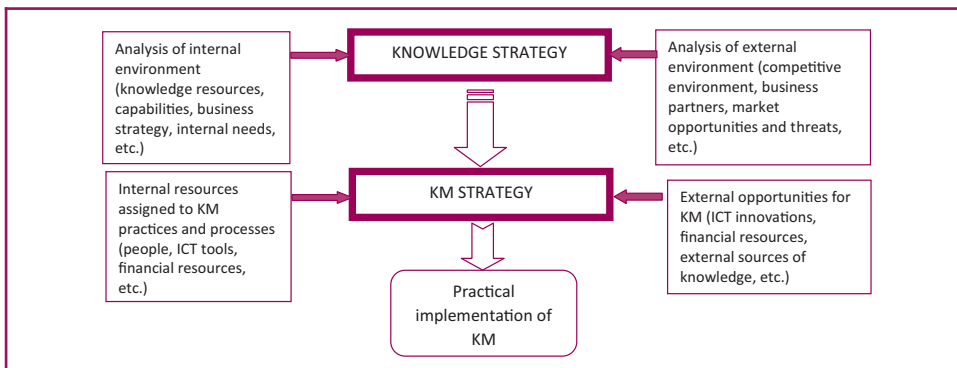 Analysis of internal
environment
(knowledge resources,
capabilities, business
strategy, internal needs,
etc.)
KNOWLEDGE STRATEGY
Analysis of external
environment (competitive
environment, business
partners, market
opportunities and threats,
etc.)
Internal resources
assigned to KM
practices and processes
(people, ICT tools,
financial resources,
etc.)
KM STRATEGY
External opportunities for
KM (ICT innovations,
financial resources,
external sources of
knowledge, etc.)
Practical
implementation of
KM